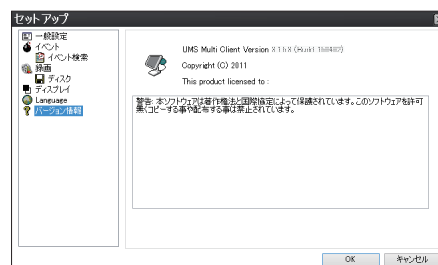 セットアップ
一般設定
イベント
イベント検索
録画
ディスク
ディスプレイ
Language
バージョン情報
UMS Multi Client Version
Copyright (C) 2011
This product licensed to :
警告: 本ソフトウェアは著作権法と国際協定によって保護されています。このソフトウェアを許可
無くコピーする事や配布する事は禁止されています。
OK
キャンセル